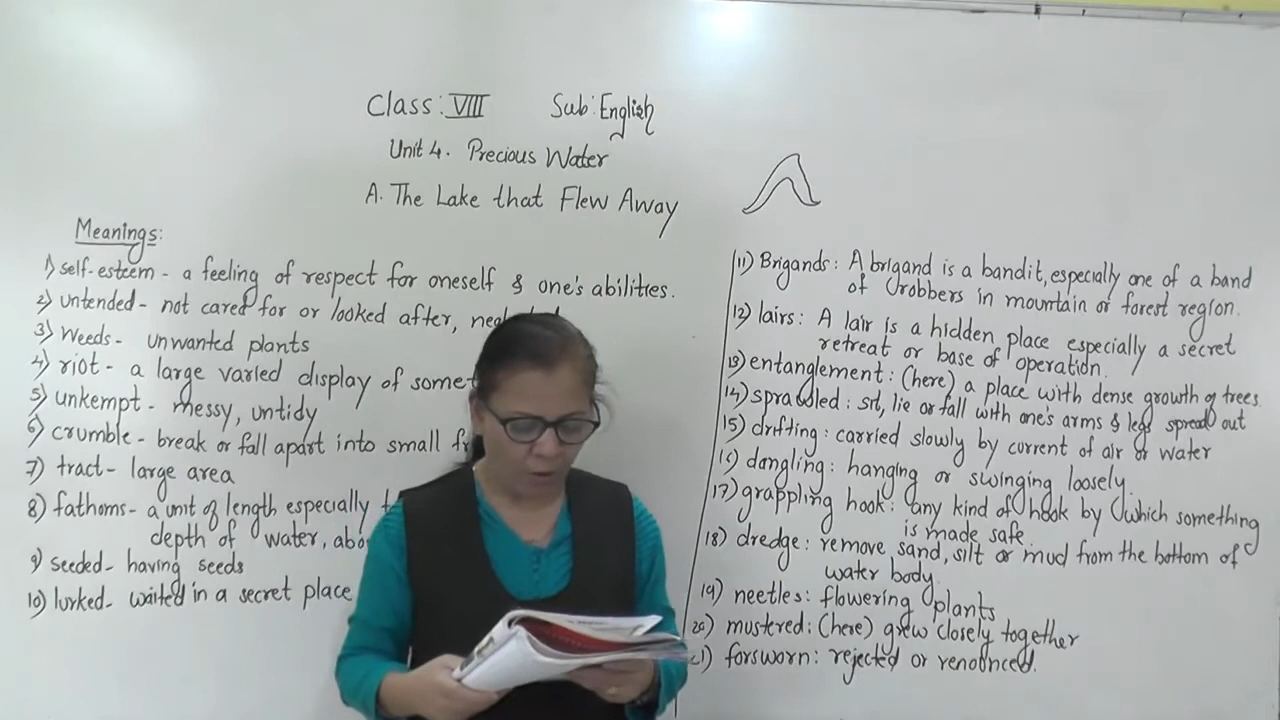 Class: VIII Sub: English
Unit 4. Precious Water
A. The Lake that Flew Away
Meanings:
1) self-esteem - a feeling of respect for oneself & one's abilities.
2) untended - not cared for or looked after,
3) Weeds - unwanted plants
4) riot - a large varied display of
5) unkempt - messy, untidy
6) crumble - break or fall apart into small
7) tract - large area
8) fathoms - a unit of length especially
depth of water,
9) seeded - having seeds
10) lurked - waited in a secret place
11) Brigands: A brigand is a bandit, especially one of a band
of robbers in mountain or forest region.
12) lairs: A lair is a hidden place especially a secret
retreat or base of operation.
13) entanglement: (here) a place with dense growth of trees.
14) sprawled: sit, lie or fall with one's arms & legs spread out
15) drifting: carried slowly by current of air or water
16) dangling: hanging or swinging loosely.
17) grappling hook: any kind of hook by which something
is made safe.
18) dredge: remove sand, silt or mud from the bottom of
water body.
19) neetles: flowering plants
20) mustered: (here) grew closely together
21) forsworn: rejected or renounced.